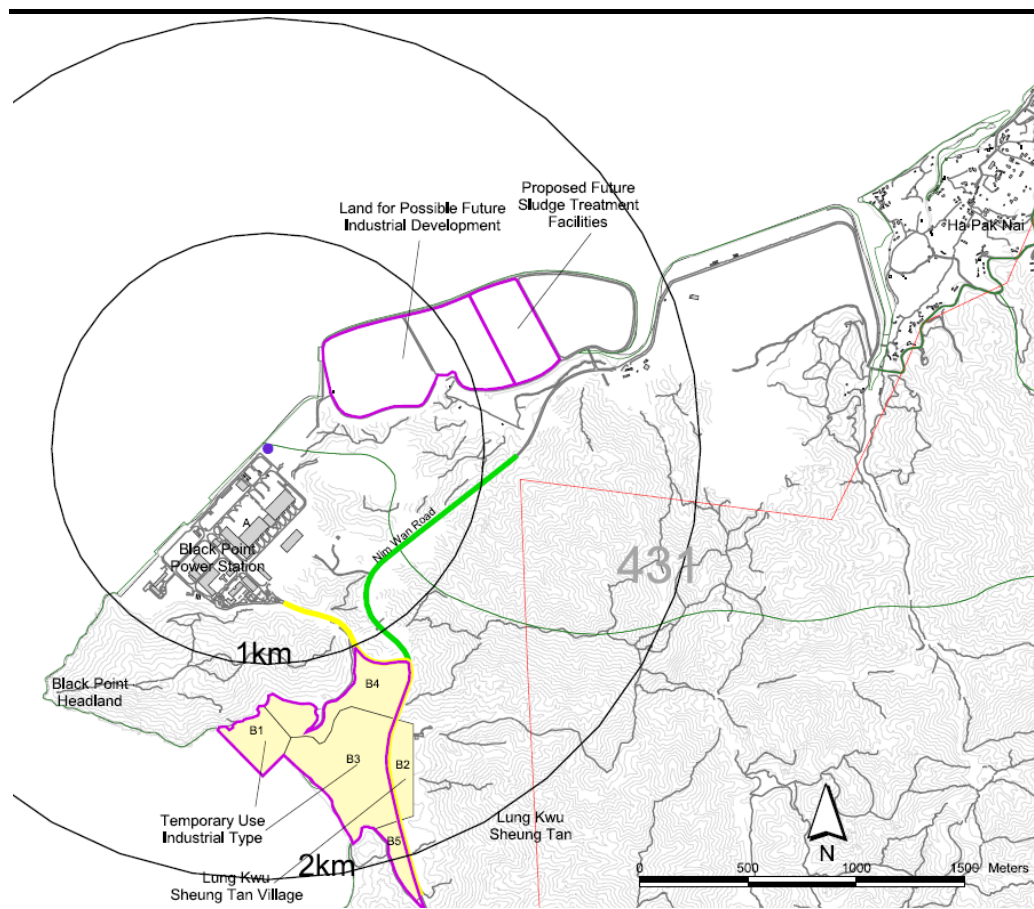 Proposed Future
Sludge Treatment
Facilities
Land for Possible Future
Industrial Development
Ha Pak Nai
A
Black Point
Power Station
Nim Wan Road
431
1km
Black Point
Headland
B4
B1
B3
B2
B5
Temporary Use
Industrial Type
Lung Kwu
Sheung Tan
2km
Lung Kwu
Sheung Tan Village
N
0 500 1000 1500 Meters